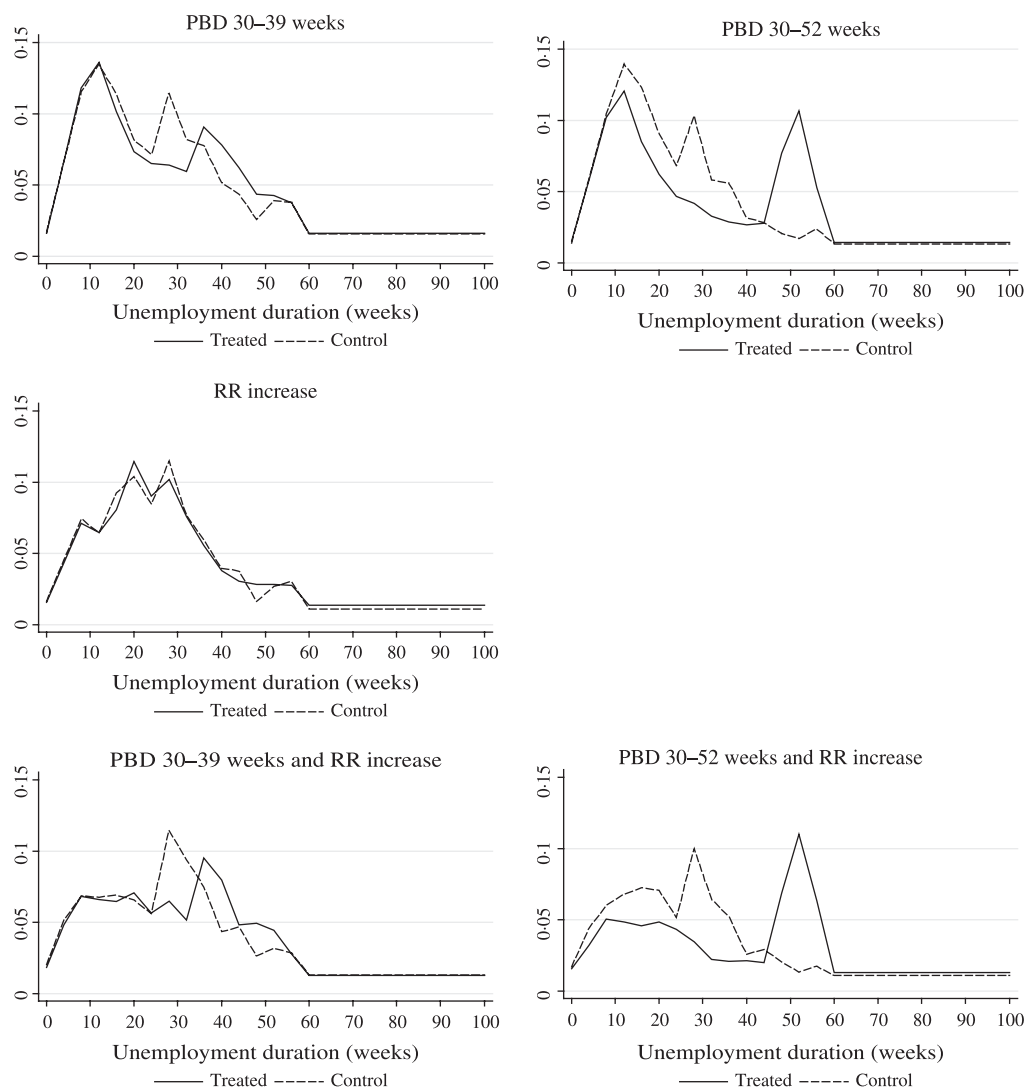 PBD 30–39 weeks
0·15
0·1
0·05
0
0 10 20 30 40 50 60 70 80 90 100
Unemployment duration (weeks)
Treated Control
PBD 30–52 weeks
0·15
0·1
0·05
0
0 10 20 30 40 50 60 70 80 90 100
Unemployment duration (weeks)
Treated Control
RR increase
0·15
0·1
0·05
0
0 10 20 30 40 50 60 70 80 90 100
Unemployment duration (weeks)
Treated Control
PBD 30–39 weeks and RR increase
0·15
0·1
0·05
0
0 10 20 30 40 50 60 70 80 90 100
Unemployment duration (weeks)
Treated Control
PBD 30–52 weeks and RR increase
0·15
0·1
0·05
0
0 10 20 30 40 50 60 70 80 90 100
Unemployment duration (weeks)
Treated Control